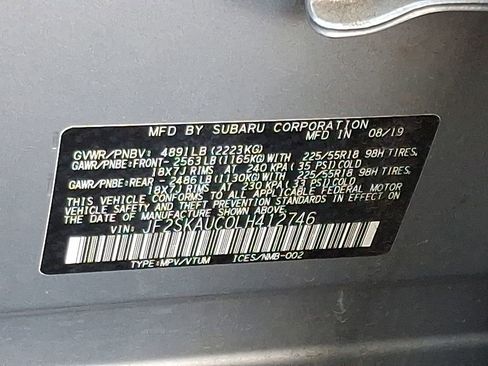 MFD BY SUBARU CORPORATION
MFD IN 08/19
GVWR/PNBV: 4891LB(2223KG)
GAWR/PNBE:FRONT- 2563LB(1165KG)WITH 225/55R18 98H TIRES,
18X7J RIMS AT 240 KPA( 35 PSI)COLD
GAWR/PNBE:REAR -2486LB(1130KG)WITH 225/55R18 98H TIRES,
18X7J RIMS AT 230 KPA( 33 PSI)COLD
THIS VEHICLE CONFORMS TO ALL APPLICABLE FEDERAL MOTOR
VEHICLE SAFETY AND THEFT PREVENTION STANDARDS IN EFFECT ON
THE DATE OF MANUFACTURE SHOWN ABOVE.
VIN: JF2SKAUC0LH412746
TYPE:MPV/VTUM ICES/NMB-002